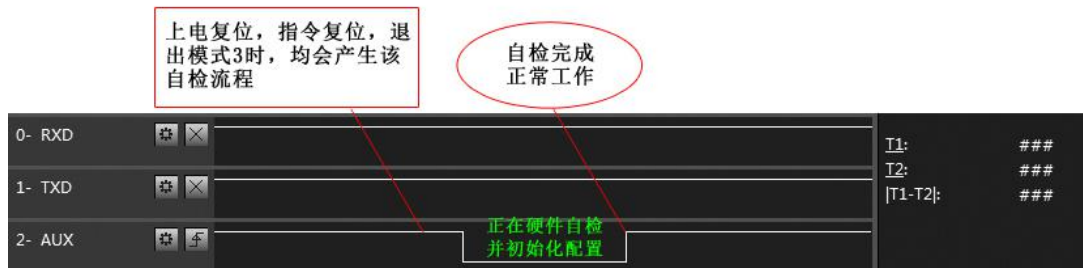 上电复位，指令复位，退
出模式3时，均会产生该
自检流程
自检完成
正常工作
0- RXD
T1: ###
T2: ###
1- TXD
|T1-T2|: ###
2- AUX
正在硬件自检
并初始化配置